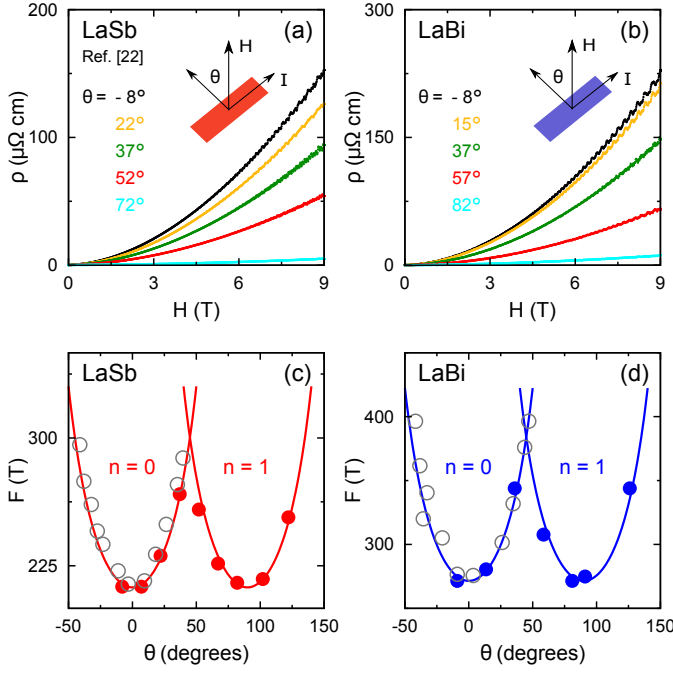 LaSb (a)
Ref. [22]
H
θ
I
θ = - 8°
22°
37°
52°
72°
200
100
0
ρ (μΩ cm)
0 3 6 9
H (T)
LaBi (b)
H
θ
I
θ = - 8°
15°
37°
57°
82°
300
150
0
ρ (μΩ cm)
0 3 6 9
H (T)
LaSb (c)
n = 0 n = 1
300
225
F (T)
-50 0 50 100 150
θ (degrees)
LaBi (d)
n = 0 n = 1
400
300
F (T)
-50 0 50 100 150
θ (degrees)